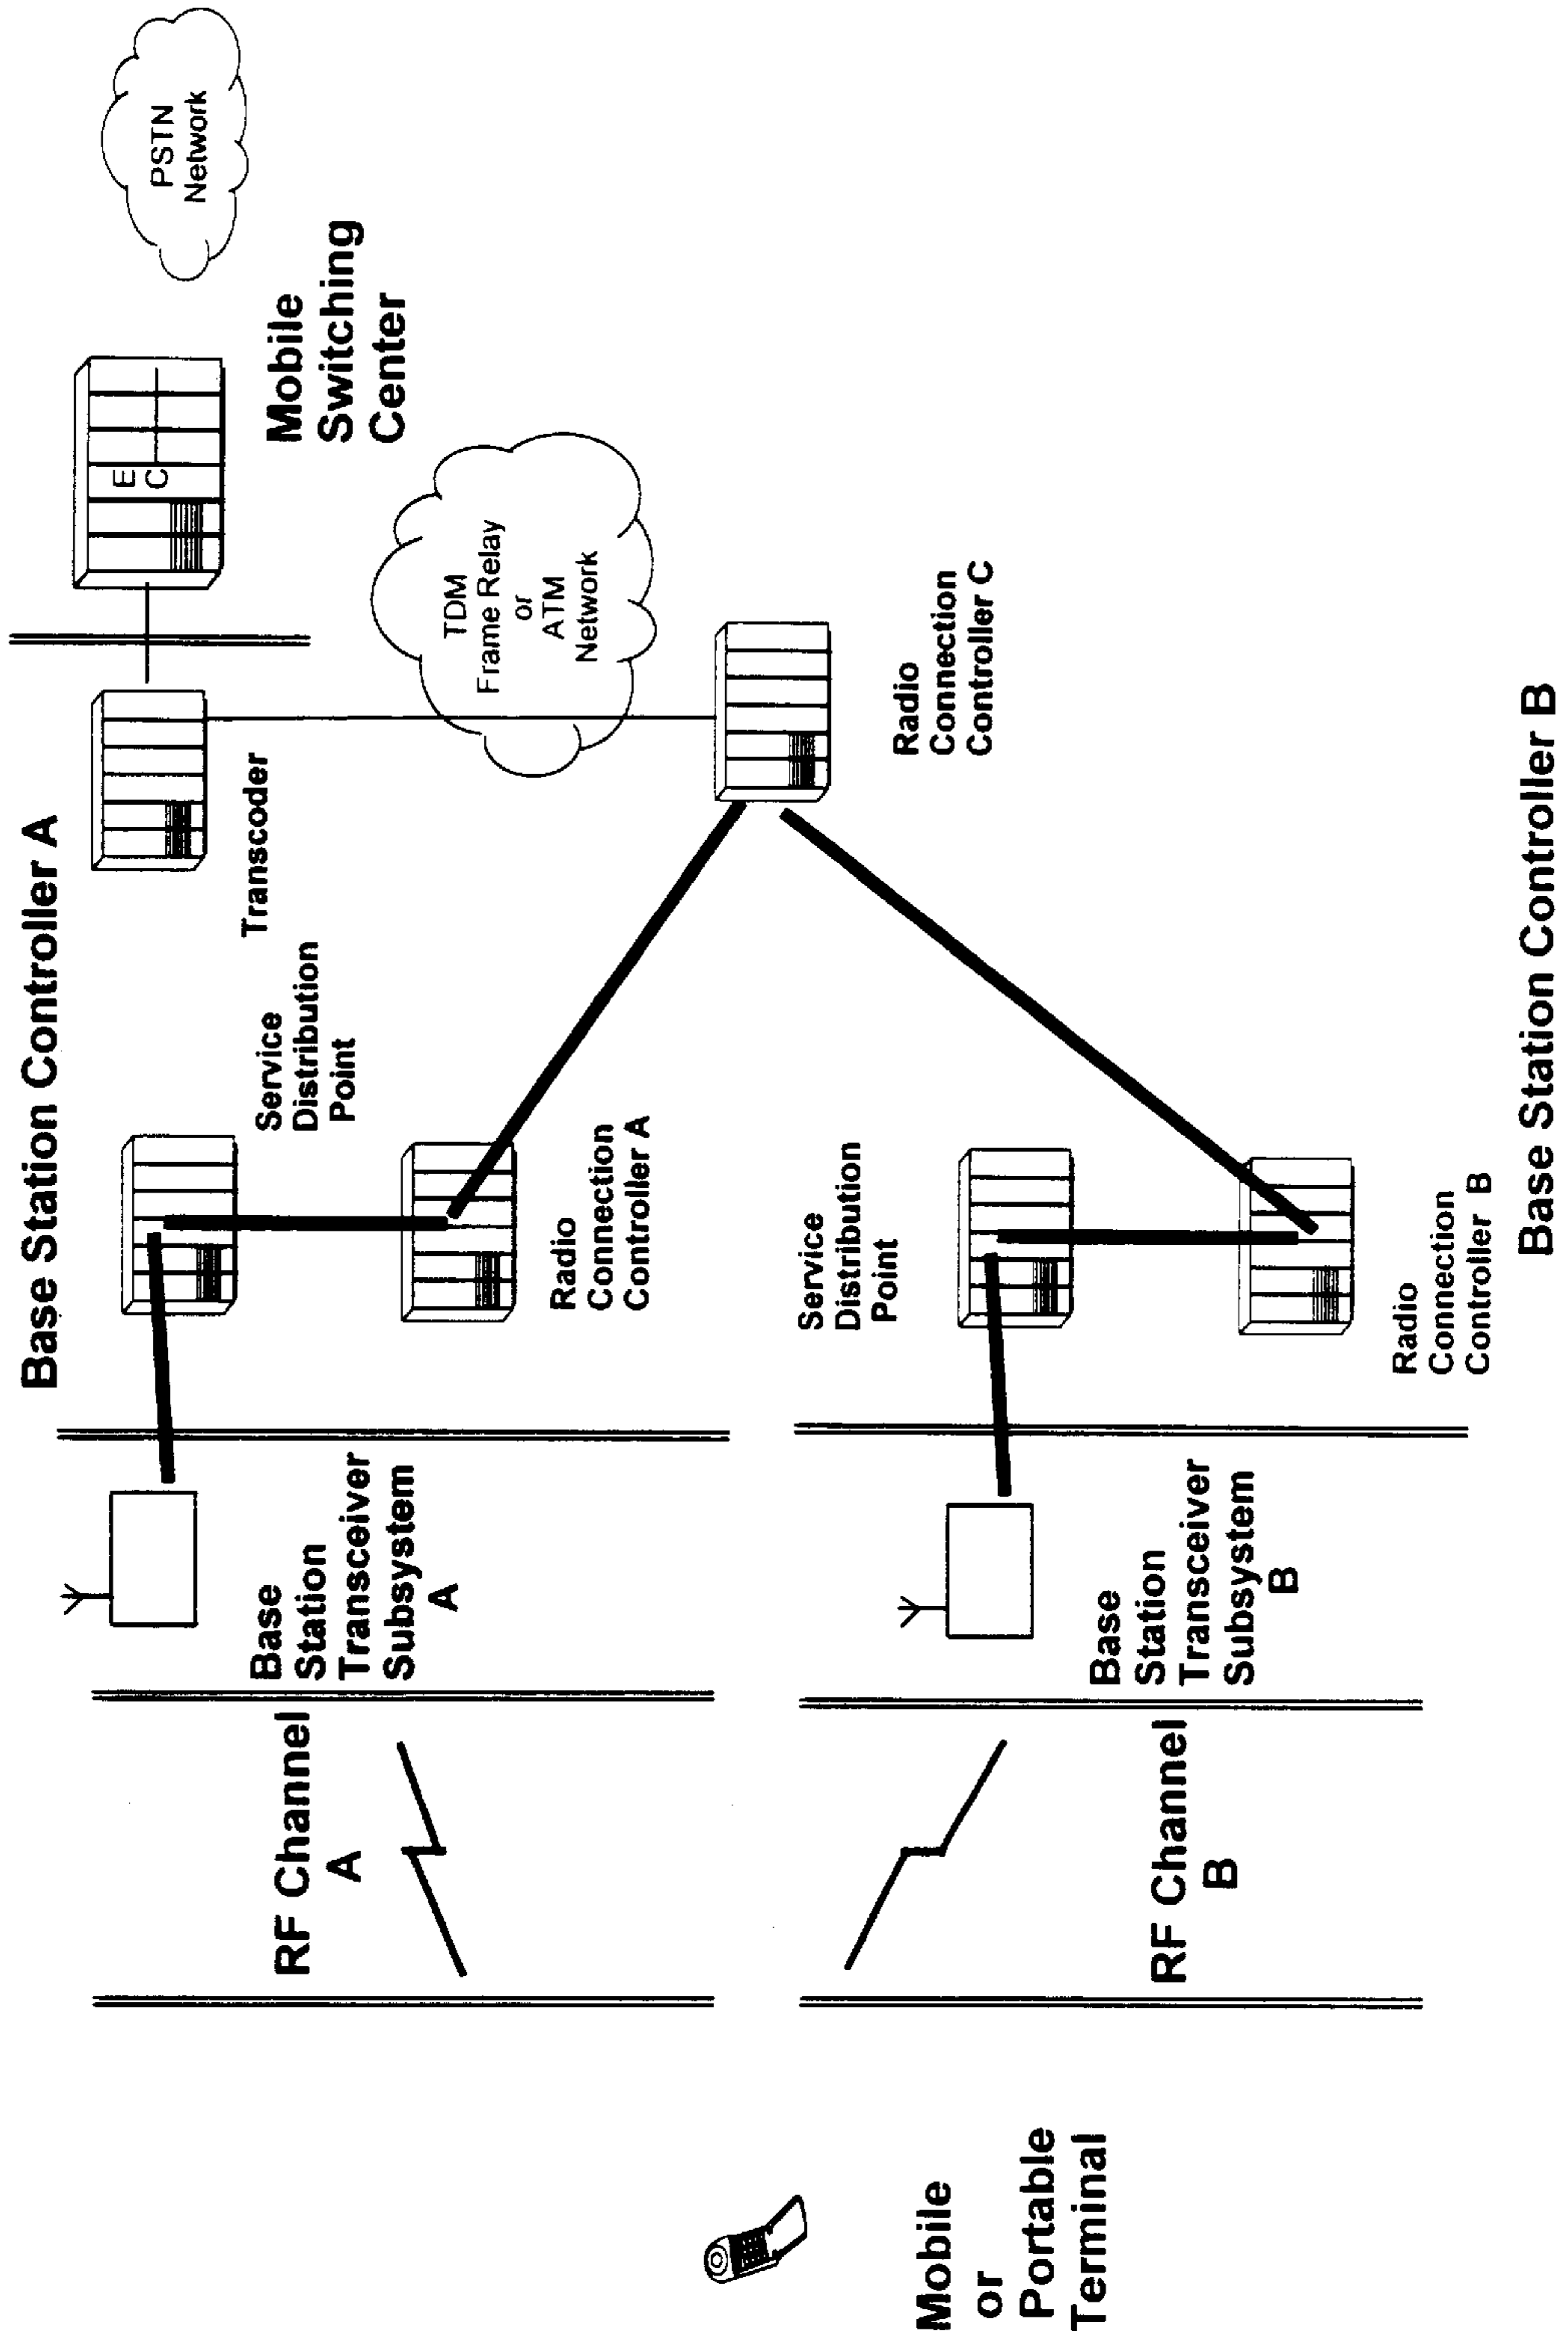 Base Station Controller A
PSTN
Network
E
C
Mobile
Switching
Center
Transcoder
Service
Distribution
Point
TDM
Frame Relay
or
ATM
Network
Radio
Connection
Controller A
Radio
Connection
Controller C
Base
Station
Transceiver
Subsystem
A
RF Channel
A
Mobile
or
Portable
Terminal
Service
Distribution
Point
Radio
Connection
Controller B
Base
Station
Transceiver
Subsystem
B
RF Channel
B
Base Station Controller B